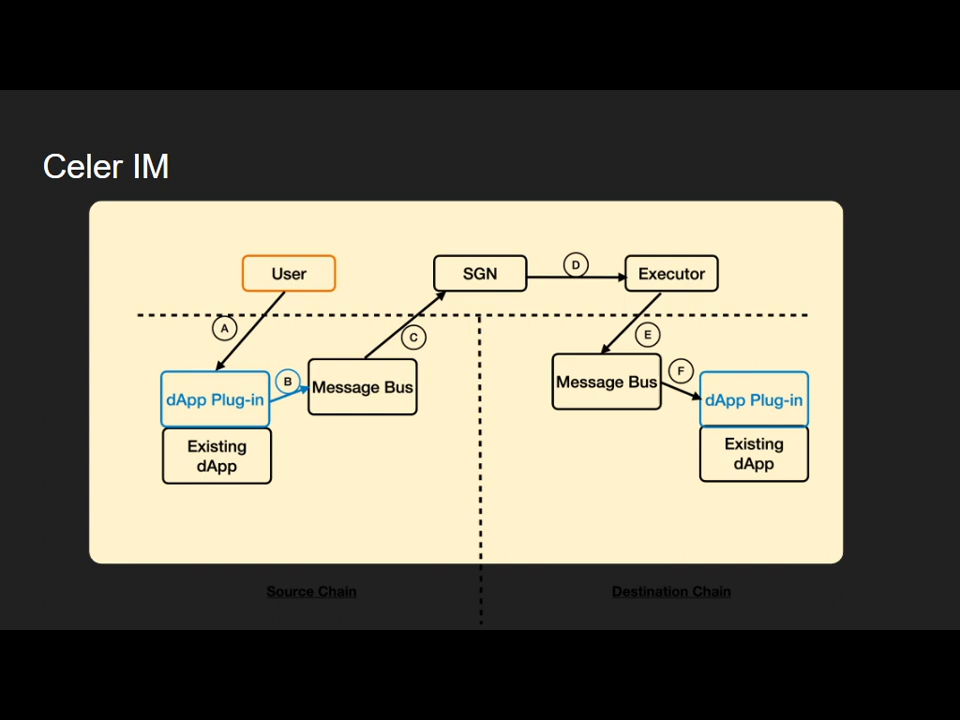 Celer IM
User
SGN
D
Executor
A
C
E
B
Message Bus
Message Bus
F
dApp Plug-in
dApp Plug-in
Existing
dApp
Existing
dApp
Source Chain
Destination Chain